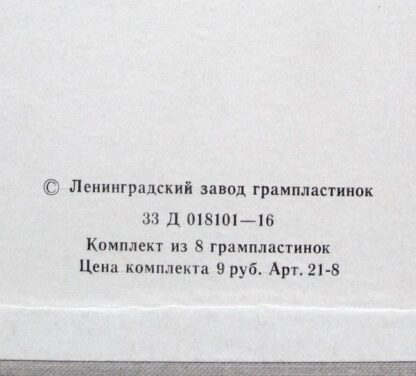 © Ленинградский завод грампластинок
33 Д 018101—16
Комплект из 8 грампластинок
Цена комплекта 9 руб. Арт. 21-8